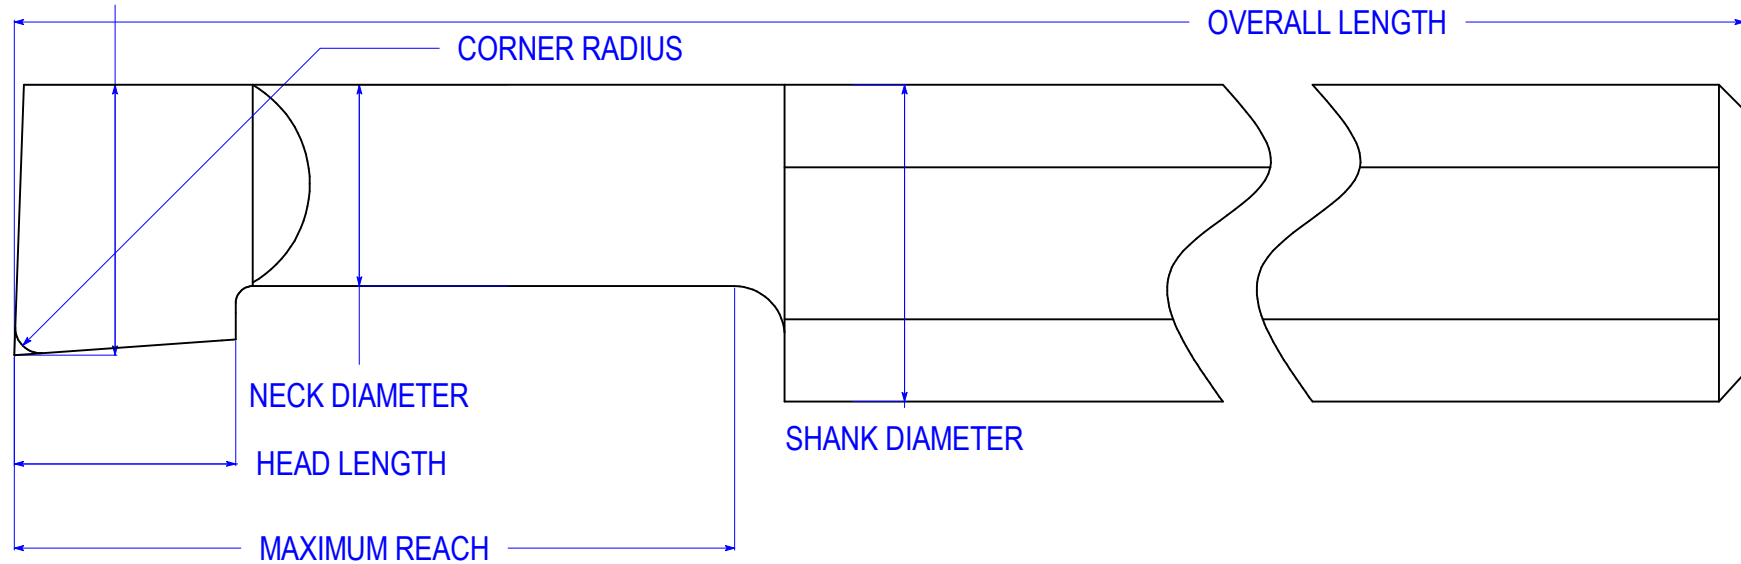 OVERALL LENGTH
CORNER RADIUS
NECK DIAMETER
SHANK DIAMETER
HEAD LENGTH
MAXIMUM REACH